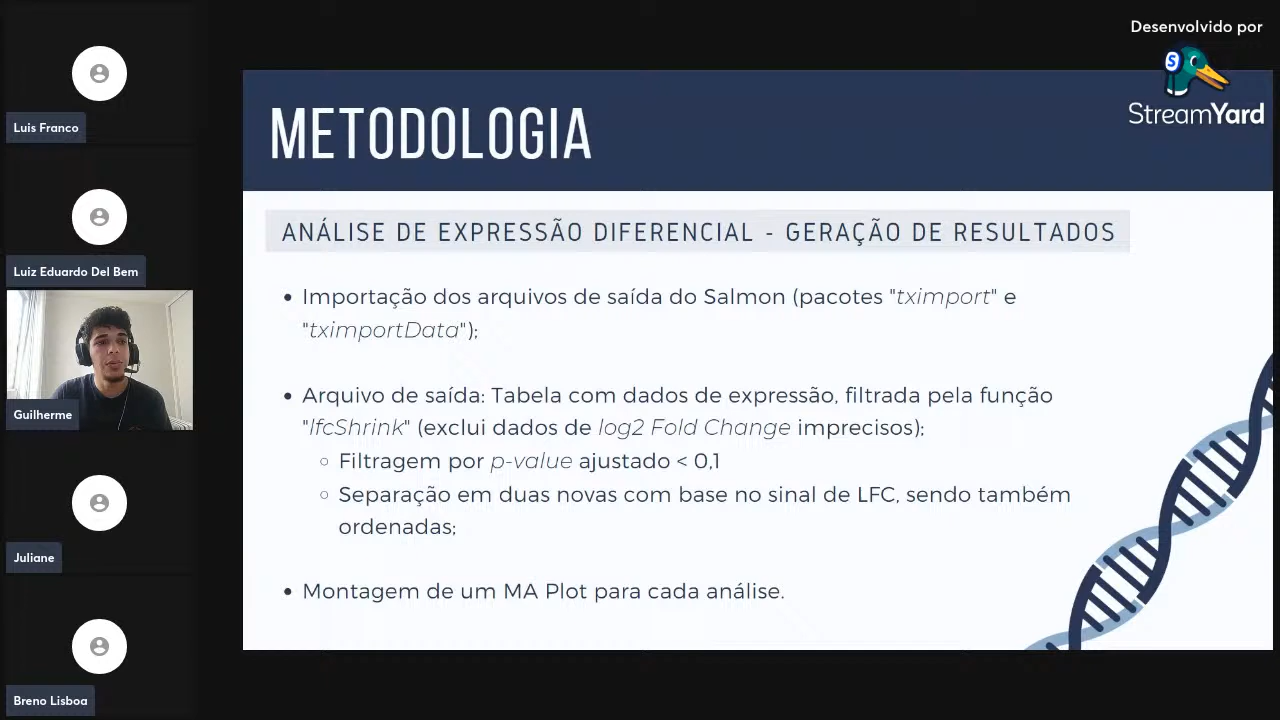 Desenvolvido por
StreamYard
Luis Franco
Luiz Eduardo Del Bem
Guilherme
Juliane
Breno Lisboa
METODOLOGIA
ANÁLISE DE EXPRESSÃO DIFERENCIAL - GERAÇÃO DE RESULTADOS
• Importação dos arquivos de saída do Salmon (pacotes "tximport" e
"tximportData");
• Arquivo de saída: Tabela com dados de expressão, filtrada pela função
"lfcShrink" (exclui dados de log2 Fold Change imprecisos);
○ Filtragem por p-value ajustado < 0,1
○ Separação em duas novas com base no sinal de LFC, sendo também
ordenadas;
• Montagem de um MA Plot para cada análise.